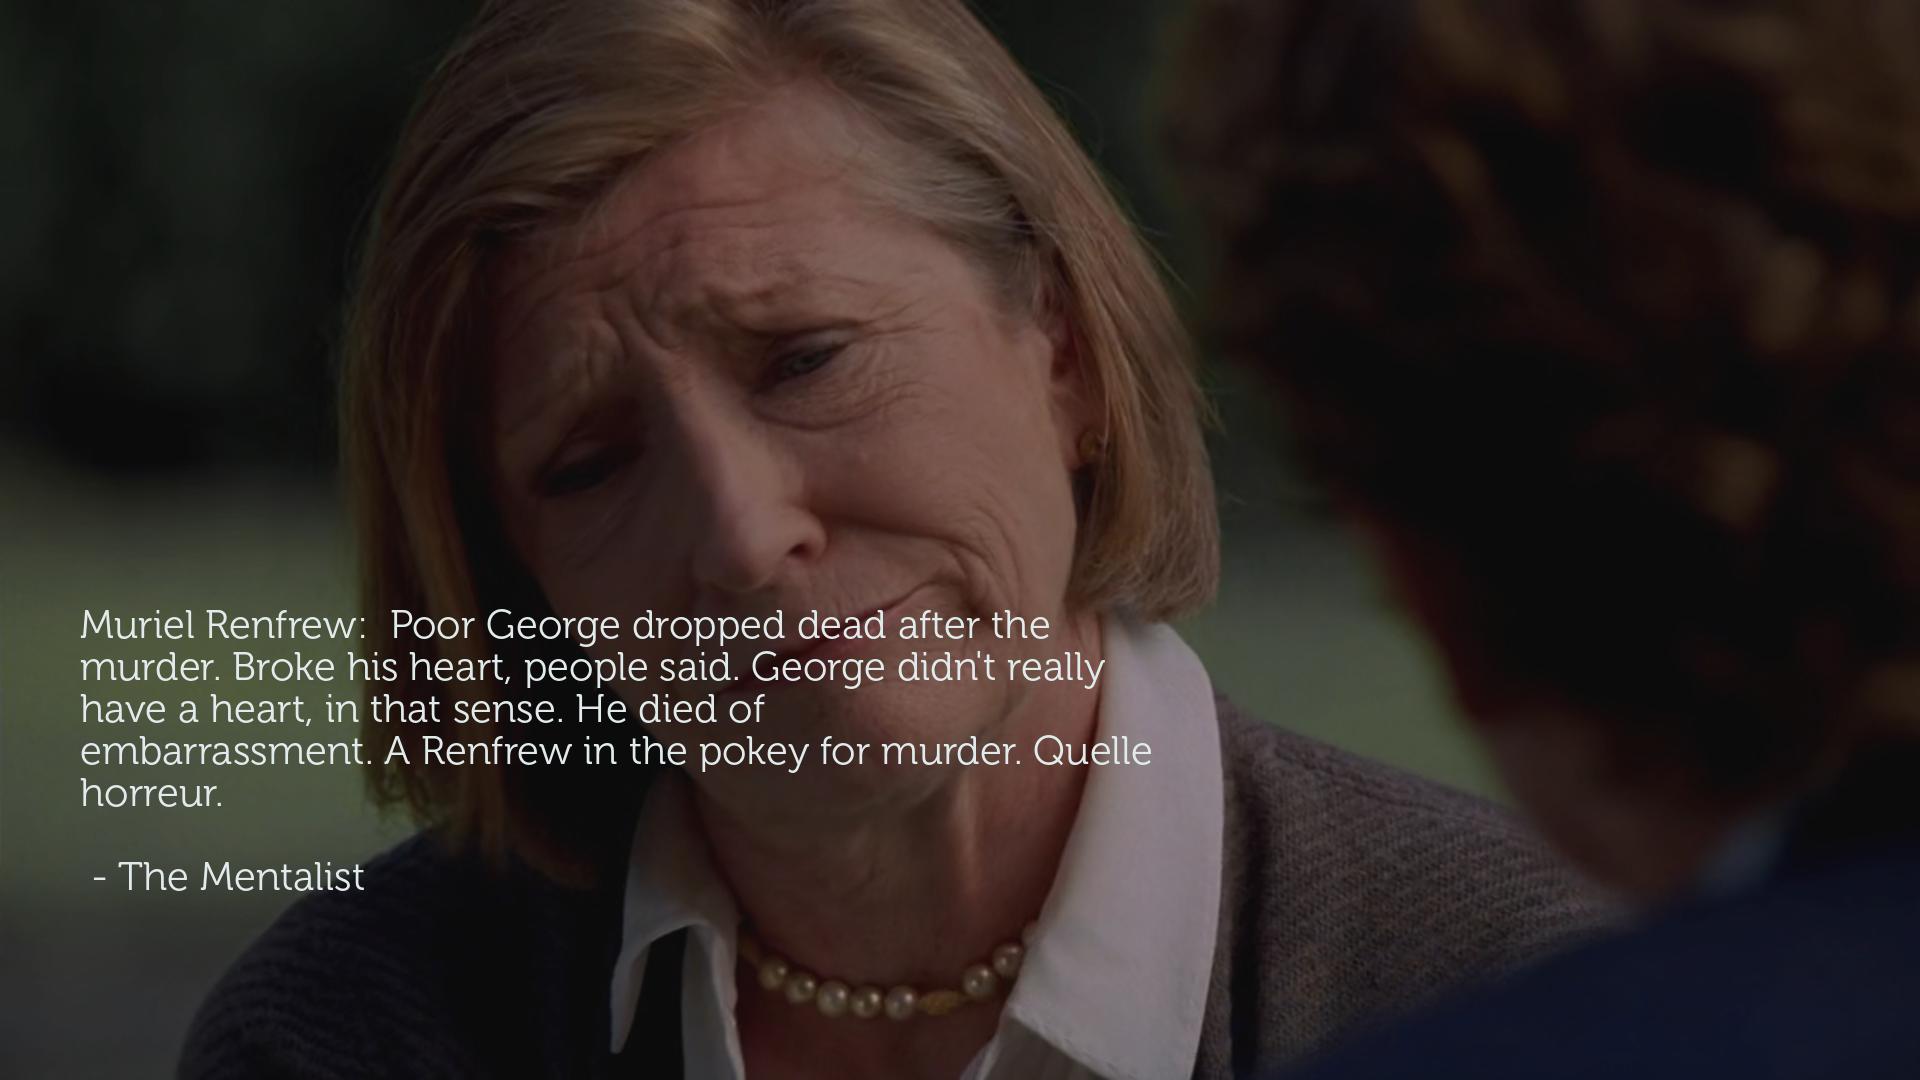 Muriel Renfrew:  Poor George dropped dead after the
murder. Broke his heart, people said. George didn't really
have a heart, in that sense. He died of
embarrassment. A Renfrew in the pokey for murder. Quelle
horreur.
- The Mentalist